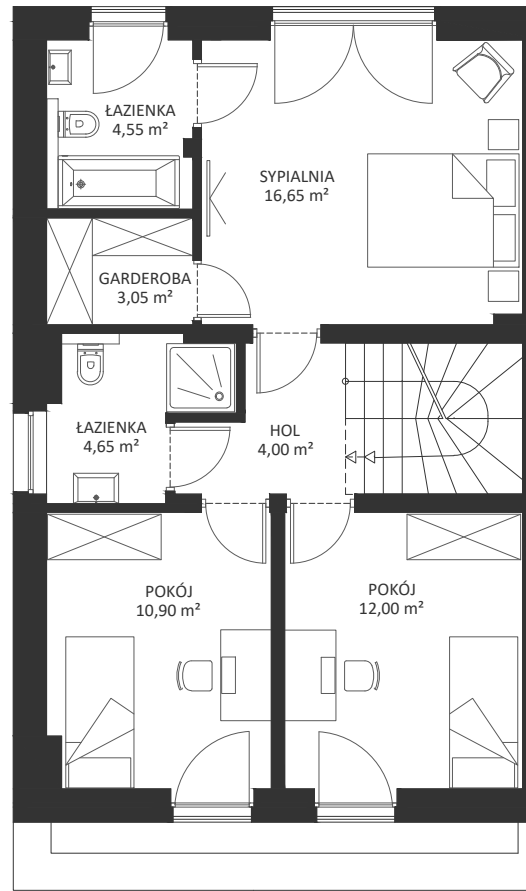 ŁAZIENKA
4,55 m²
SYPIALNIA
16,65 m²
GARDEROBA
3,05 m²
ŁAZIENKA
4,65 m²
HOL
4,00 m²
POKÓJ
10,90 m²
POKÓJ
12,00 m²